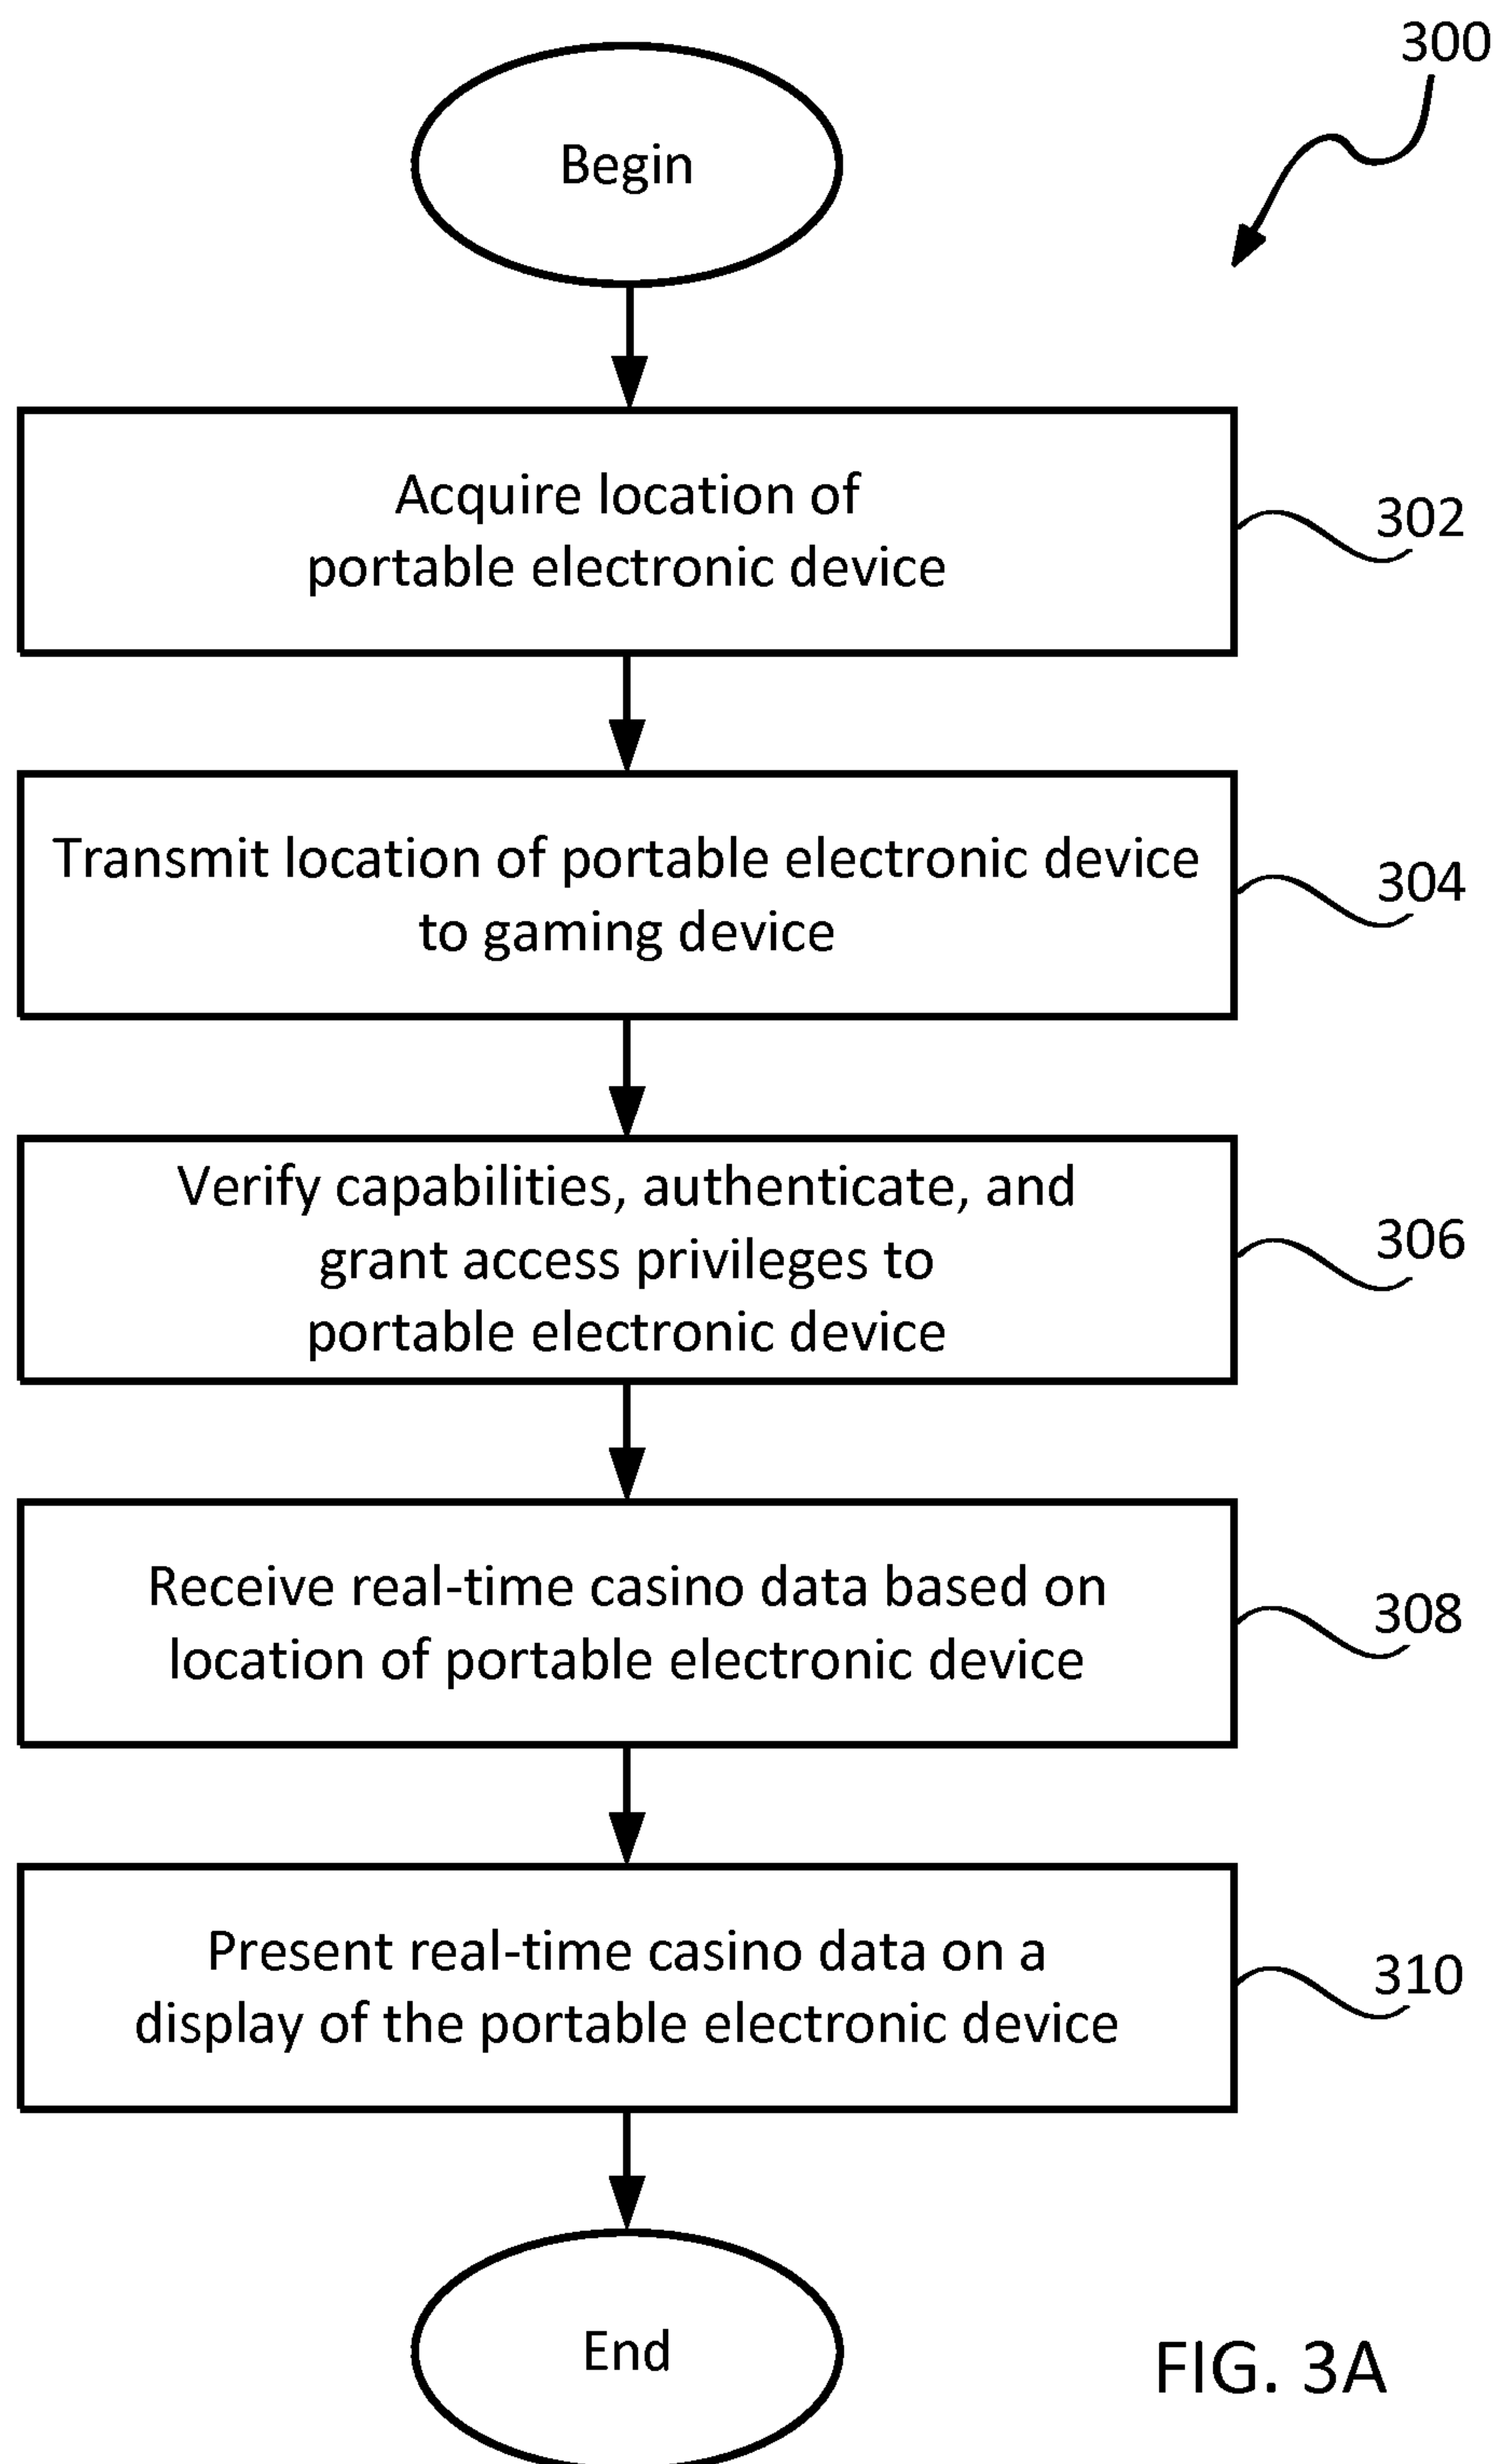 300
Begin
Acquire location of
portable electronic device
302
Transmit location of portable electronic device
to gaming device
304
Verify capabilities, authenticate, and
grant access privileges to
portable electronic device
306
Receive real-time casino data based on
location of portable electronic device
308
Present real-time casino data on a
display of the portable electronic device
310
End
FIG. 3A